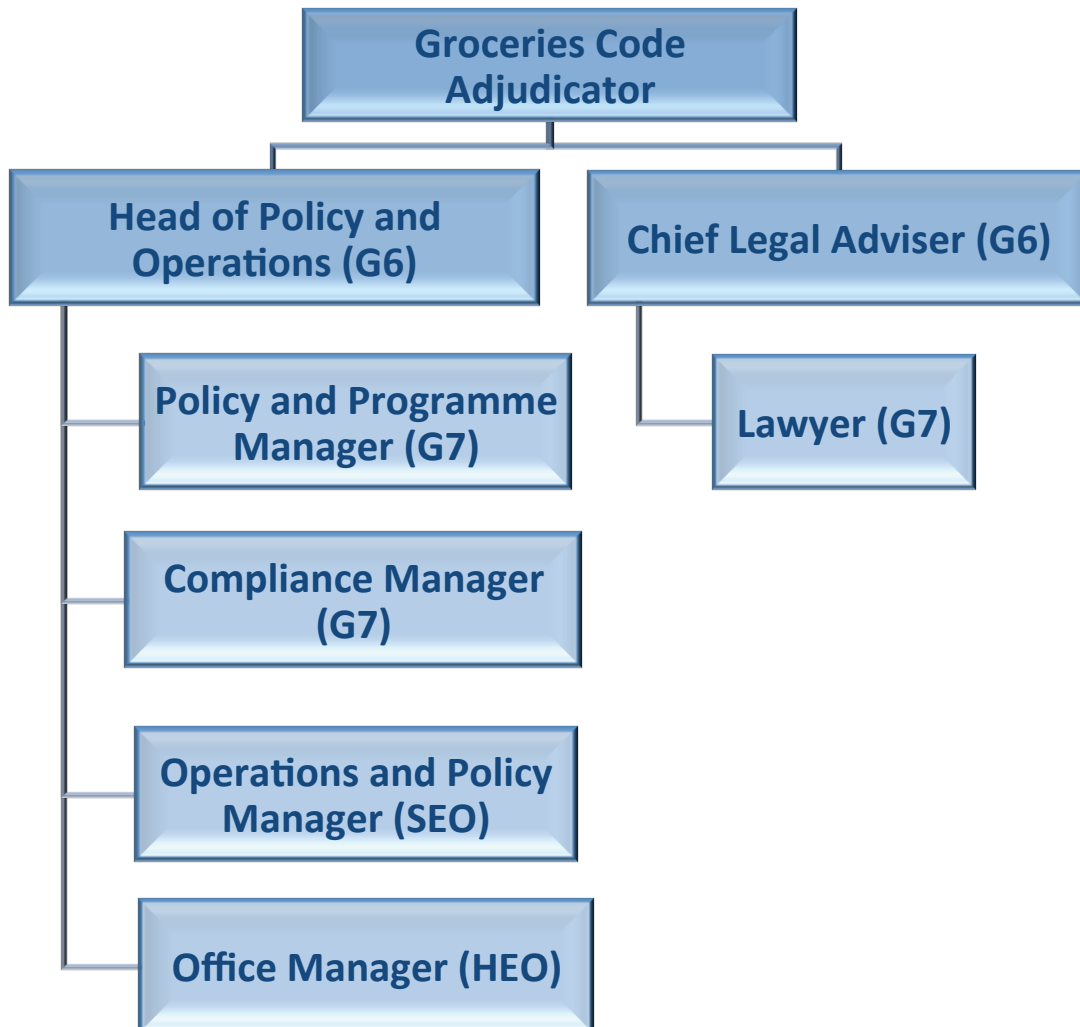 Groceries Code
Adjudicator
Head of Policy and
Operations (G6)
Chief Legal Adviser (G6)
Policy and Programme
Manager (G7)
Lawyer (G7)
Compliance Manager
(G7)
Operations and Policy
Manager (SEO)
Office Manager (HEO)